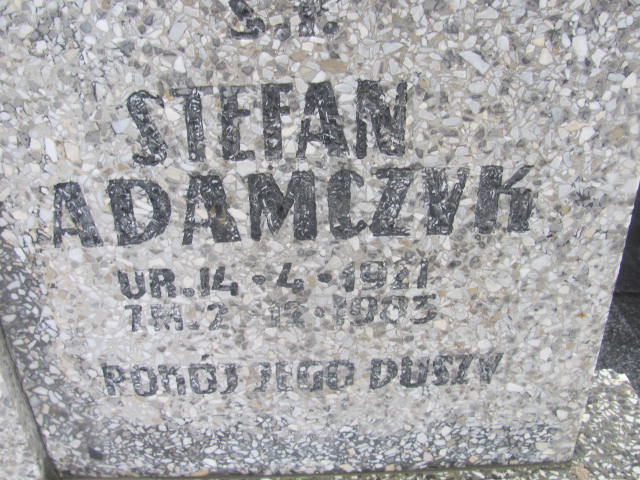 Ś.P.
STEFAN
ADAMCZYK
UR.14.4.1921
ZM.2 12.1983
POKÓJ JEGO DUSZY